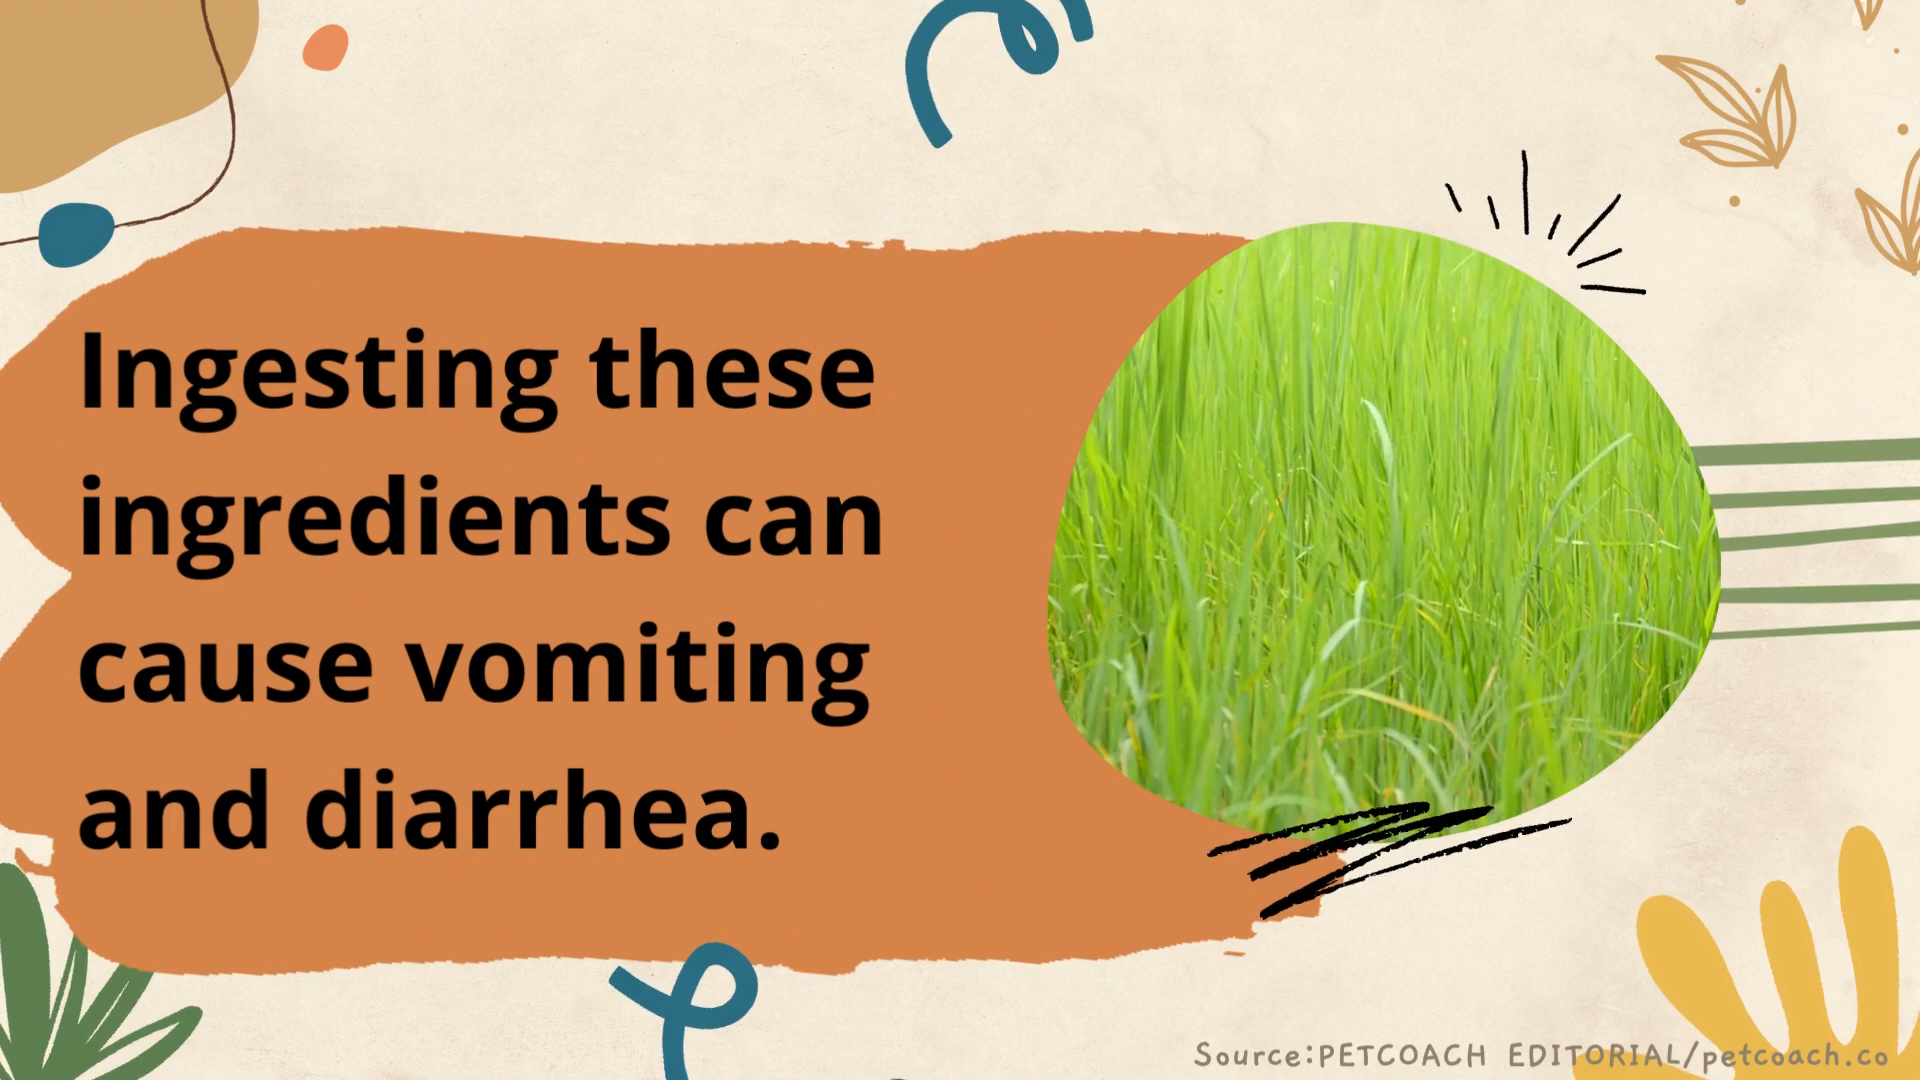 Ingesting these
ingredients can
cause vomiting
and diarrhea.
Source:PETCOACH EDITORIAL/petcoach.co